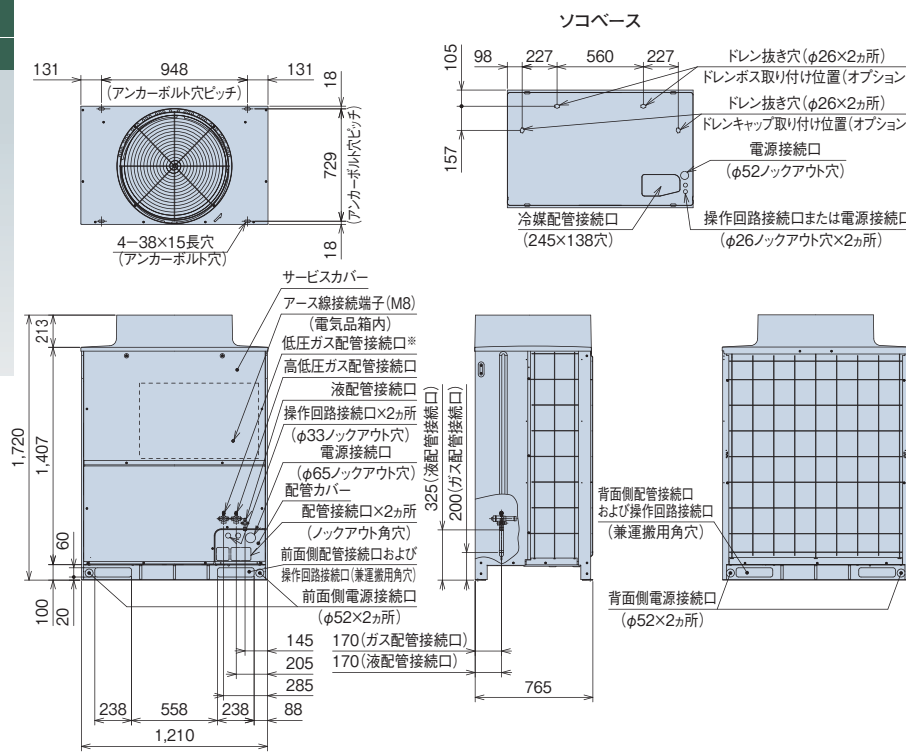 ソコベース
131
948
131
(アンカーボルト穴ピッチ)
18
729
(アンカーボルト穴ピッチ)
18
4－38×15長穴
(アンカーボルト穴)
105
157
98
227
560
227
ドレン抜き穴(φ26×2ヵ所)
ドレンボス取り付け位置(オプション
ドレン抜き穴(φ26×2ヵ所)
ドレンキャップ取り付け位置(オプション
電源接続口
(φ52ノックアウト穴)
冷媒配管接続口
(245×138穴)
操作回路接続口または電源接続口
(φ26ノックアウト穴×2ヵ所)
サービスカバー
アース線接続端子(M8)
(電気品箱内)
低圧ガス配管接続口※
高低圧ガス配管接続口
液配管接続口
操作回路接続口×2ヵ所
(φ33ノックアウト穴)
電源接続口
(φ65ノックアウト穴)
配管カバー
配管接続口×2ヵ所
(ノックアウト角穴)
前面側配管接続口および
操作回路接続口(兼運搬用角穴)
前面側電源接続口
(φ52×2ヵ所)
213
1,720
1,407
60
100
20
145
205
285
238
558
238
88
1,210
325(液配管接続口)
200(ガス配管接続口)
170(ガス配管接続口)
170(液配管接続口)
765
背面側配管接続口
および操作回路接続口
(兼運搬用角穴)
背面側電源接続口
(φ52×2ヵ所)